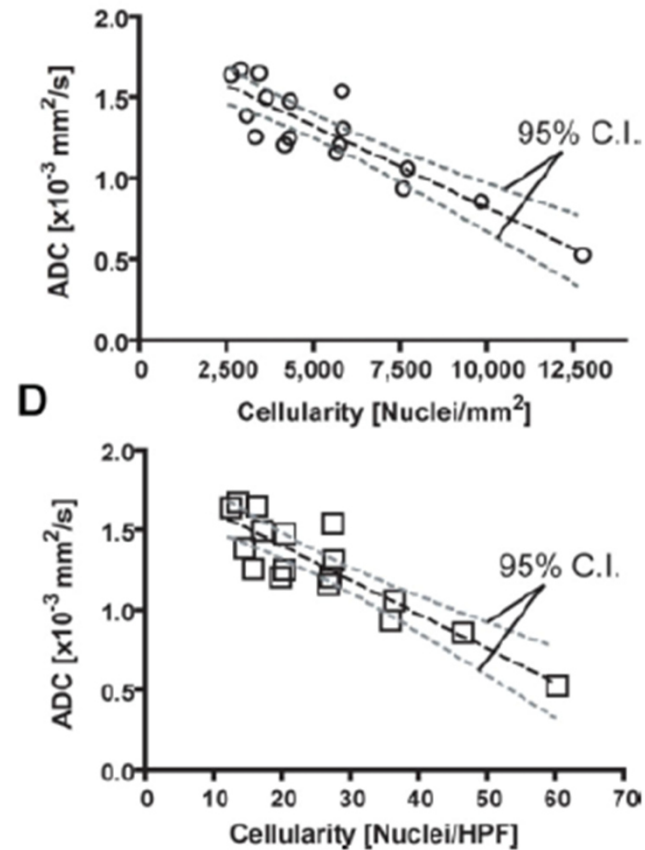 2.0
1.5
1.0
0.5
0.0
ADC [x10⁻³ mm²/s]
95% C.I.
0 2,500 5,000 7,500 10,000 12,500
Cellularity [Nuclei/mm²]
D
2.0
1.5
1.0
0.5
0.0
ADC [x10⁻³ mm²/s]
95% C.I.
0 10 20 30 40 50 60 70
Cellularity [Nuclei/HPF]